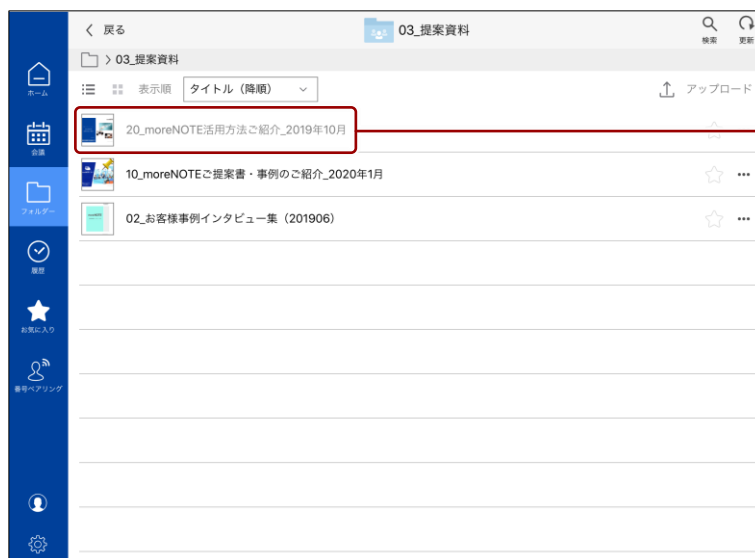 戻る
03_提案資料
検索
更新
03_提案資料
表示順
タイトル（降順）
アップロード
20_moreNOTE活用方法ご紹介_2019年10月
10_moreNOTEご提案書・事例のご紹介_2020年1月
02_お客様事例インタビュー集（201906）
ホーム
会議
フォルダー
履歴
お気に入り
番号ペアリング